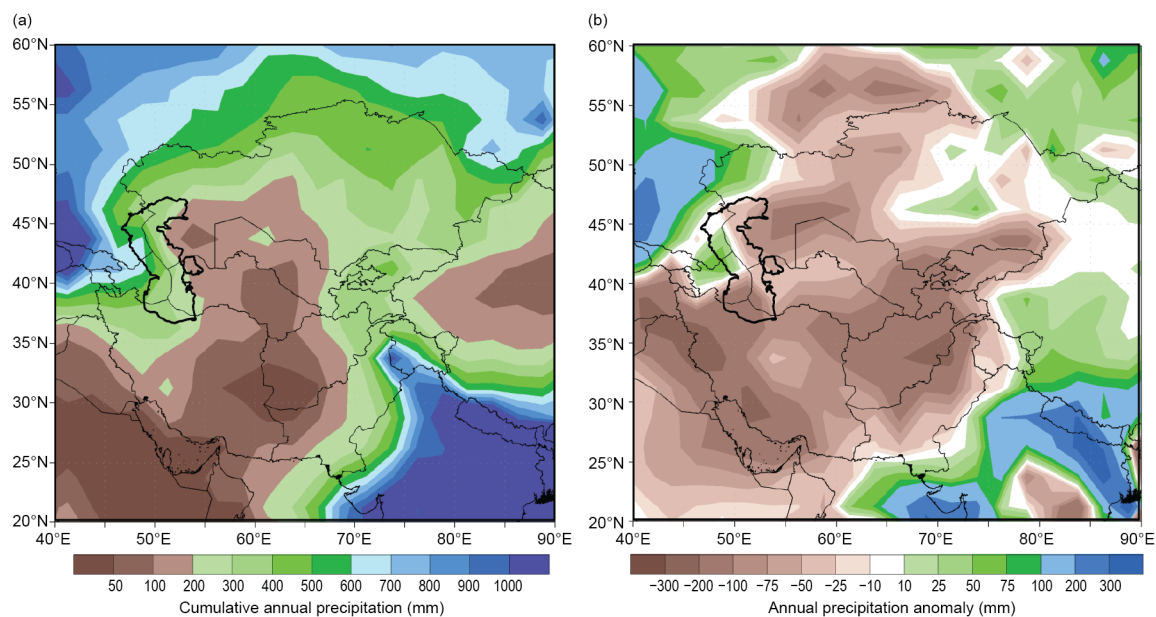 (a)
60°N
55°N
50°N
45°N
40°N
35°N
30°N
25°N
20°N
40°E 50°E 60°E 70°E 80°E 90°E
50 100 200 300 400 500 600 700 800 900 1000
Cumulative annual precipitation (mm)
(b)
60°N
55°N
50°N
45°N
40°N
35°N
30°N
25°N
20°N
40°E 50°E 60°E 70°E 80°E 90°E
−300 −200 −100 −75 −50 −25 −10 10 25 50 75 100 200 300
Annual precipitation anomaly (mm)